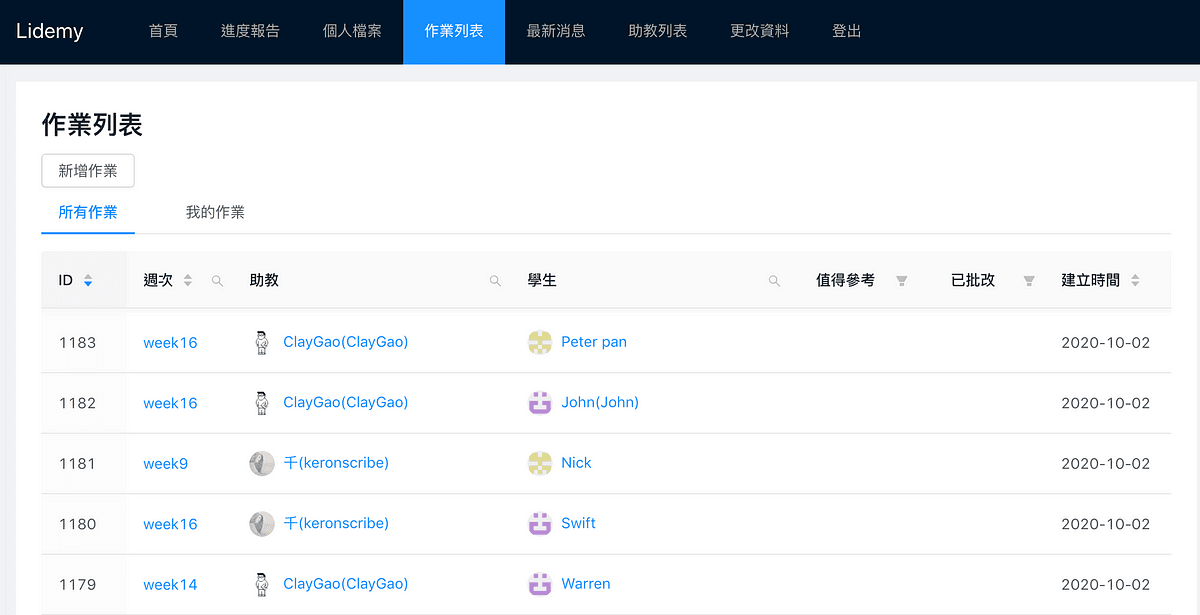 Lidemy 首頁 進度報告 個人檔案 作業列表 最新消息 助教列表 更改資料 登出
作業列表
新增作業
所有作業 我的作業
ID 週次 助教 學生 值得參考 已批改 建立時間
1183 week16 ClayGao(ClayGao) Peter pan 2020-10-02
1182 week16 ClayGao(ClayGao) John(John) 2020-10-02
1181 week9 千(keronscribe) Nick 2020-10-02
1180 week16 千(keronscribe) Swift 2020-10-02
1179 week14 ClayGao(ClayGao) Warren 2020-10-02